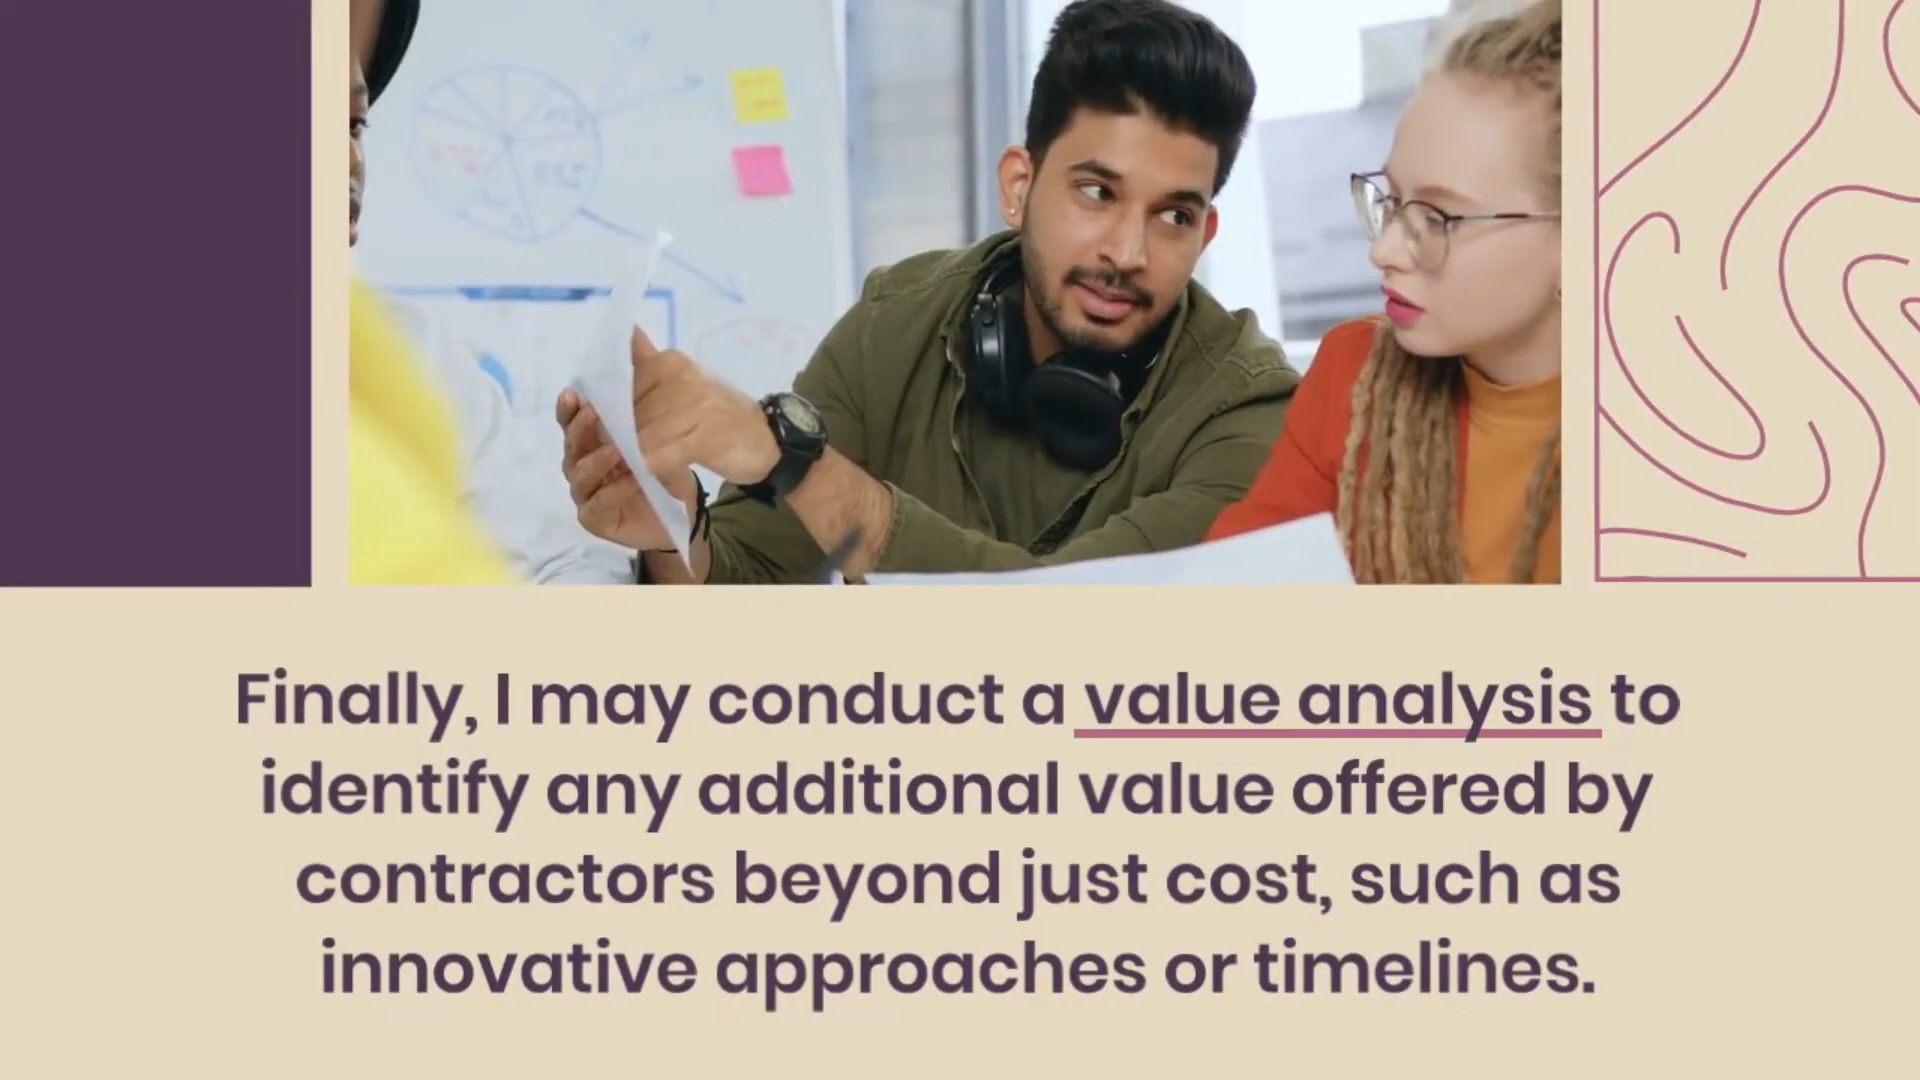 Finally, I may conduct a value analysis to
identify any additional value offered by
contractors beyond just cost, such as
innovative approaches or timelines.